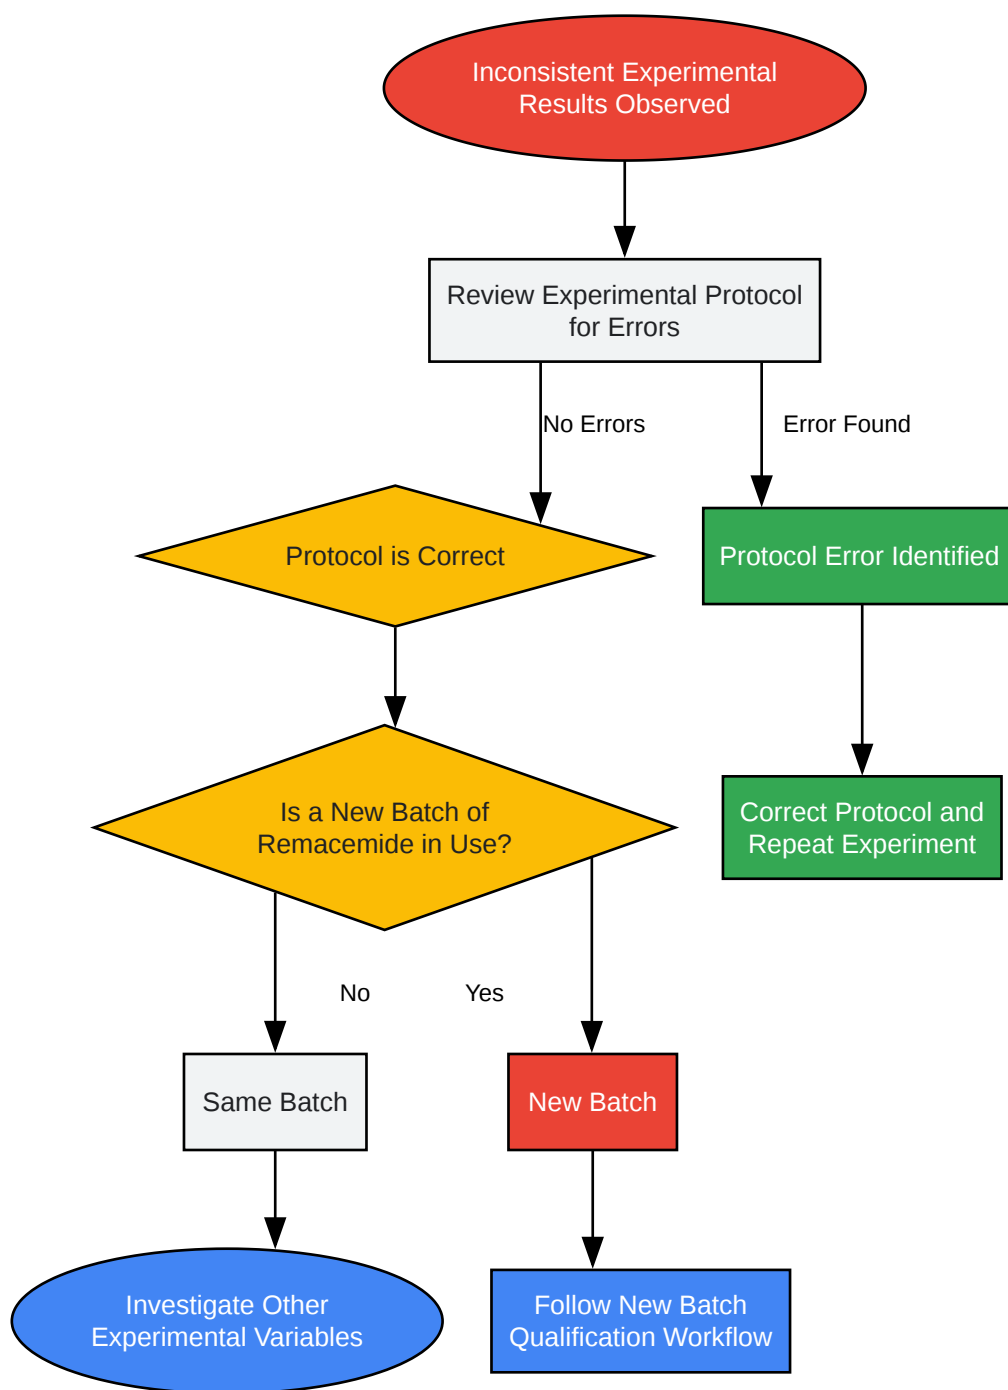 Inconsistent Experimental
Results Observed
Review Experimental Protocol
for Errors
No Errors
Error Found
Protocol is Correct
Protocol Error Identified
Is a New Batch of
Remacemide in Use?
Correct Protocol and
Repeat Experiment
No
Yes
Same Batch
New Batch
Investigate Other
Experimental Variables
Follow New Batch
Qualification Workflow